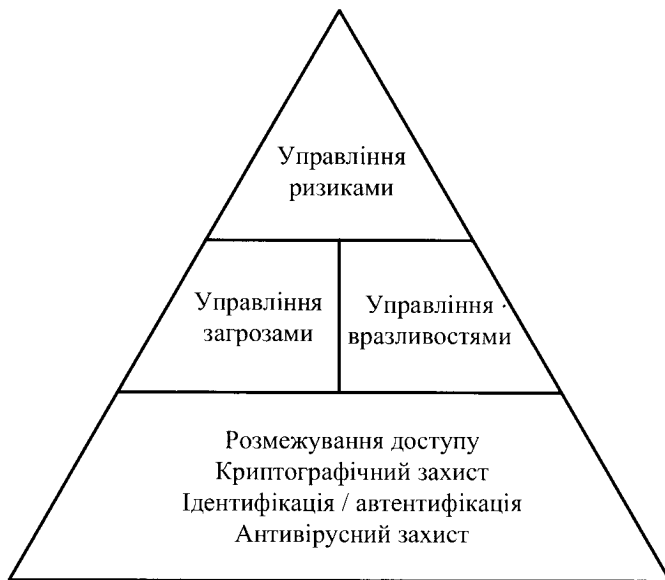 Управління
ризиками
Управління
загрозами
Управління
вразливостями
Розмежування доступу
Криптографічний захист
Ідентифікація / автентифікація
Антивірусний захист